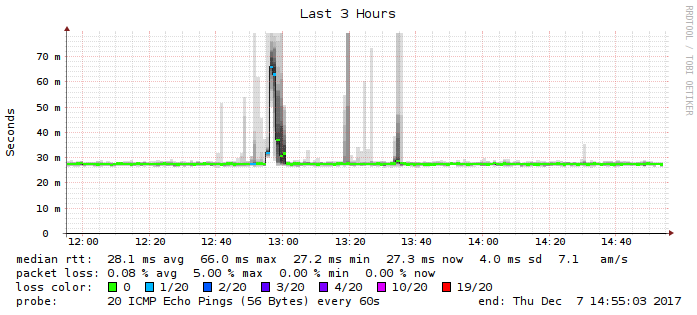 Last 3 Hours
RRDTOOL / TOBI OETIKER
Seconds
70 m
60 m
50 m
40 m
30 m
20 m
10 m
0
12:00 12:20 12:40 13:00 13:20 13:40 14:00 14:20 14:40
median rtt: 28.1 ms avg 66.0 ms max 27.2 ms min 27.3 ms now 4.0 ms sd 7.1 am/s
packet loss: 0.08 % avg 5.00 % max 0.00 % min 0.00 % now
loss color: 0 1/20 2/20 3/20 4/20 10/20 19/20
probe: 20 ICMP Echo Pings (56 Bytes) every 60s end: Thu Dec 7 14:55:03 2017